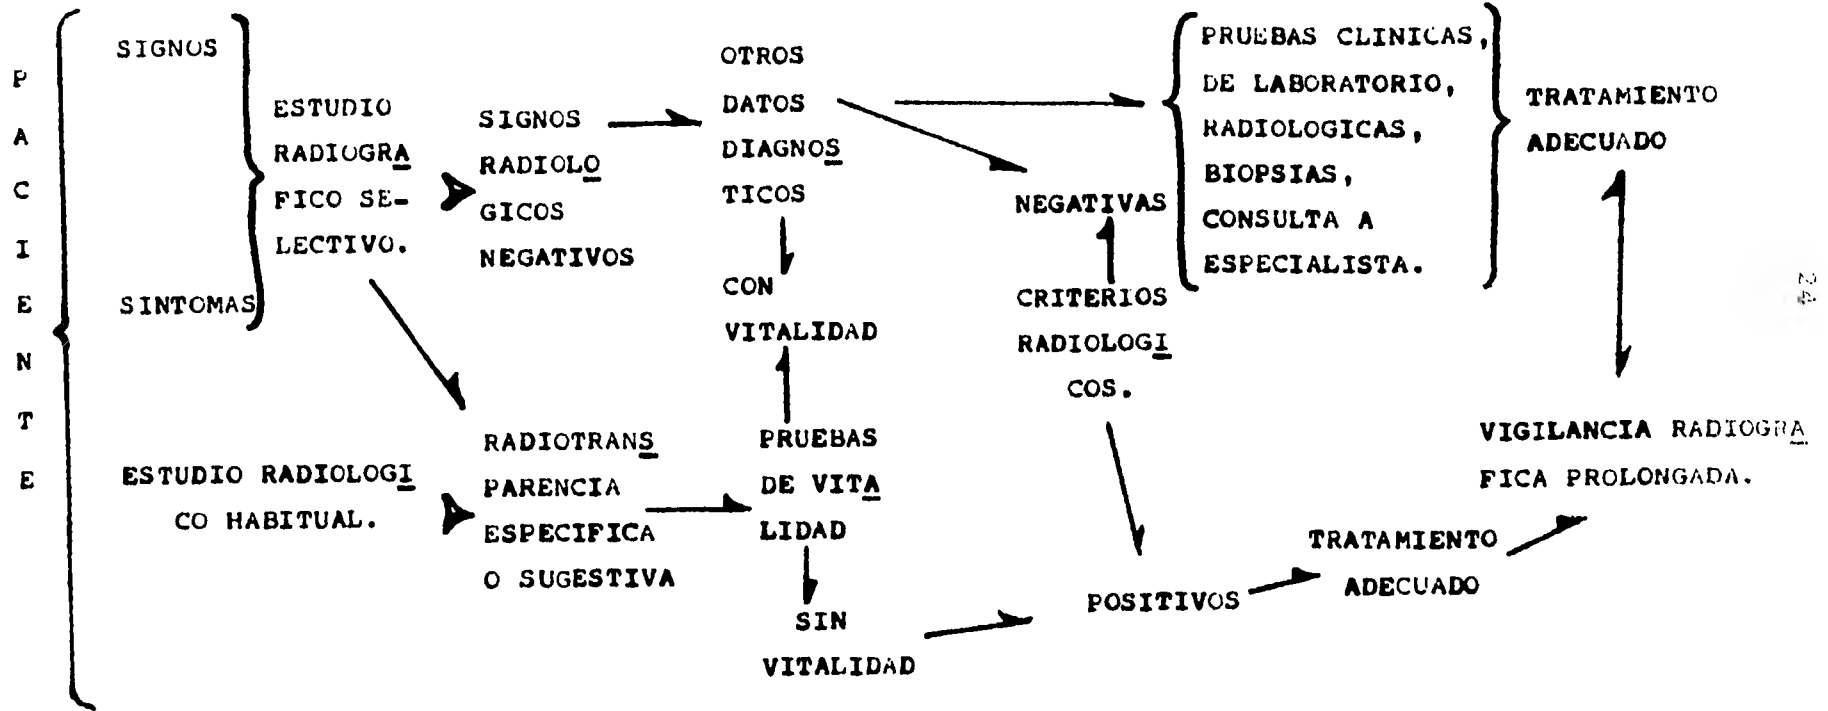 PACIENTE
SIGNOS
SINTOMAS
ESTUDIO RADIOLOGI
CO HABITUAL.
ESTUDIO
RADIOGRA
FICO SE-
LECTIVO.
SIGNOS
RADIOLO
GICOS
NEGATIVOS
RADIOTRANS
PARENCIA
ESPECIFICA
O SUGESTIVA
OTROS
DATOS
DIAGNOS
TICOS
CON
VITALIDAD
PRUEBAS
DE VITA
LIDAD
SIN
VITALIDAD
NEGATIVAS
CRITERIOS
RADIOLOGI
COS.
POSITIVOS
PRUEBAS CLINICAS,
DE LABORATORIO,
RADIOLOGICAS,
BIOPSIAS,
CONSULTA A
ESPECIALISTA.
TRATAMIENTO
ADECUADO
VIGILANCIA RADIOGRA
FICA PROLONGADA.
TRATAMIENTO
ADECUADO
24